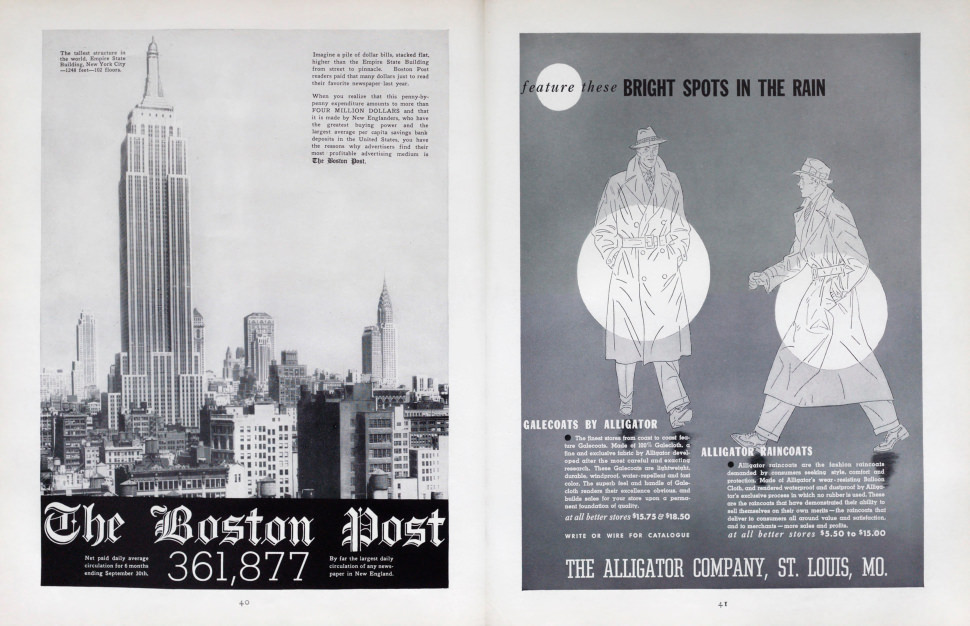 The tallest structure in
the world, Empire State
Building, New York City
—1248 feet—102 floors.
Imagine a pile of dollar bills, stacked flat,
higher than the Empire State Building
from street to pinnacle. Boston Post
readers paid that many dollars just to read
their favorite newspaper last year.
When you realize that this penny-by-
penny expenditure amounts to more than
FOUR MILLION DOLLARS and that
it is made by New Englanders, who have
the greatest buying power and the
largest average per capita savings bank
deposits in the United States, you have
the reasons why advertisers find their
most profitable advertising medium is
The Boston Post.
The Boston Post
Net paid daily average
circulation for 6 months
ending September 30th.
361,877
By far the largest daily
circulation of any news-
paper in New England.
40
feature these BRIGHT SPOTS IN THE RAIN
GALECOATS BY ALLIGATOR
● The finest stores from coast to coast fea-
ture Galecoats. Made of 100% Galecloth, a
fine and exclusive fabric by Alligator devel-
oped after the most careful and exacting
research. These Galecoats are lightweight,
durable, windproof, water-repellent and fast
color. The superb feel and handle of Gale-
cloth renders their excellence obvious, and
builds sales for your store upon a perma-
nent foundation of quality.
at all better stores $15.75 & $18.50
WRITE OR WIRE FOR CATALOGUE
ALLIGATOR RAINCOATS
● Alligator raincoats are the fashion raincoats
demanded by consumers seeking style, comfort and
protection. Made of Alligator's wear-resisting Balloon
Cloth, and rendered waterproof and dustproof by Alliga-
tor's exclusive process in which no rubber is used. These
are the raincoats that have demonstrated their ability to
sell themselves on their own merits—the raincoats that
deliver to consumers all around value and satisfaction,
and to merchants—more sales and profits.
at all better stores $5.50 to $15.00
THE ALLIGATOR COMPANY, ST. LOUIS, MO.
41